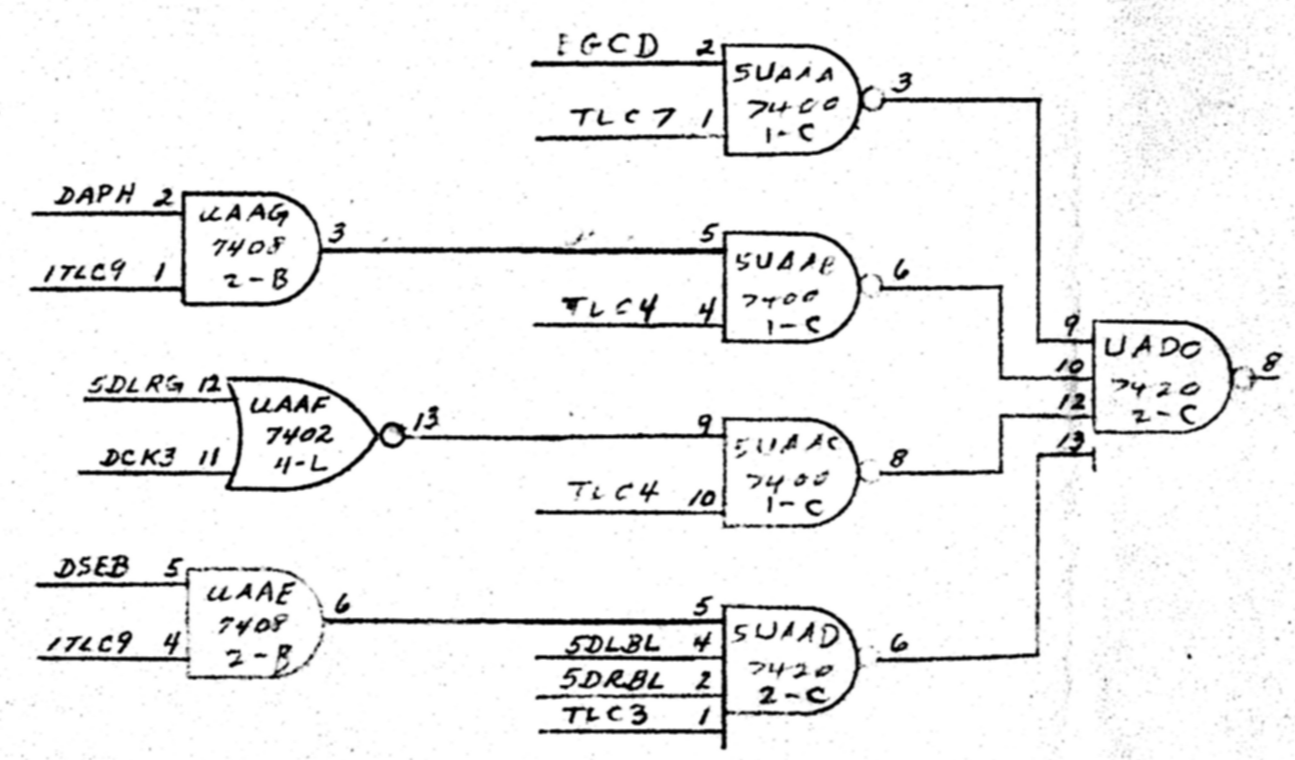 EGCD 2
TLC7 1
5UAAA
7400
1-C
3
DAPH 2
1TLC9 1
UAAG
7408
2-B
3
5
TLC4 4
5UAAB
7400
1-C
6
5DLRG 12
DCK3 11
UAAF
7402
4-L
13
9
TLC4 10
5UAAC
7400
1-C
8
DSEB 5
1TLC9 4
UAAE
7408
2-B
6
5
5DLBL 4
5DRBL 2
TLC3 1
5UAAD
7420
2-C
6
9
10
12
13
UADO
7420
2-C
8